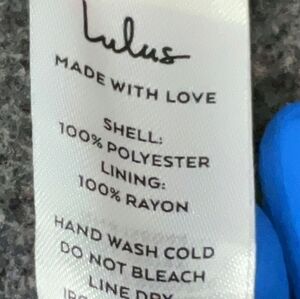 Lulus
MADE WITH LOVE
SHELL:
100% POLYESTER
LINING:
100% RAYON
HAND WASH COLD
DO NOT BLEACH
LINE DRY